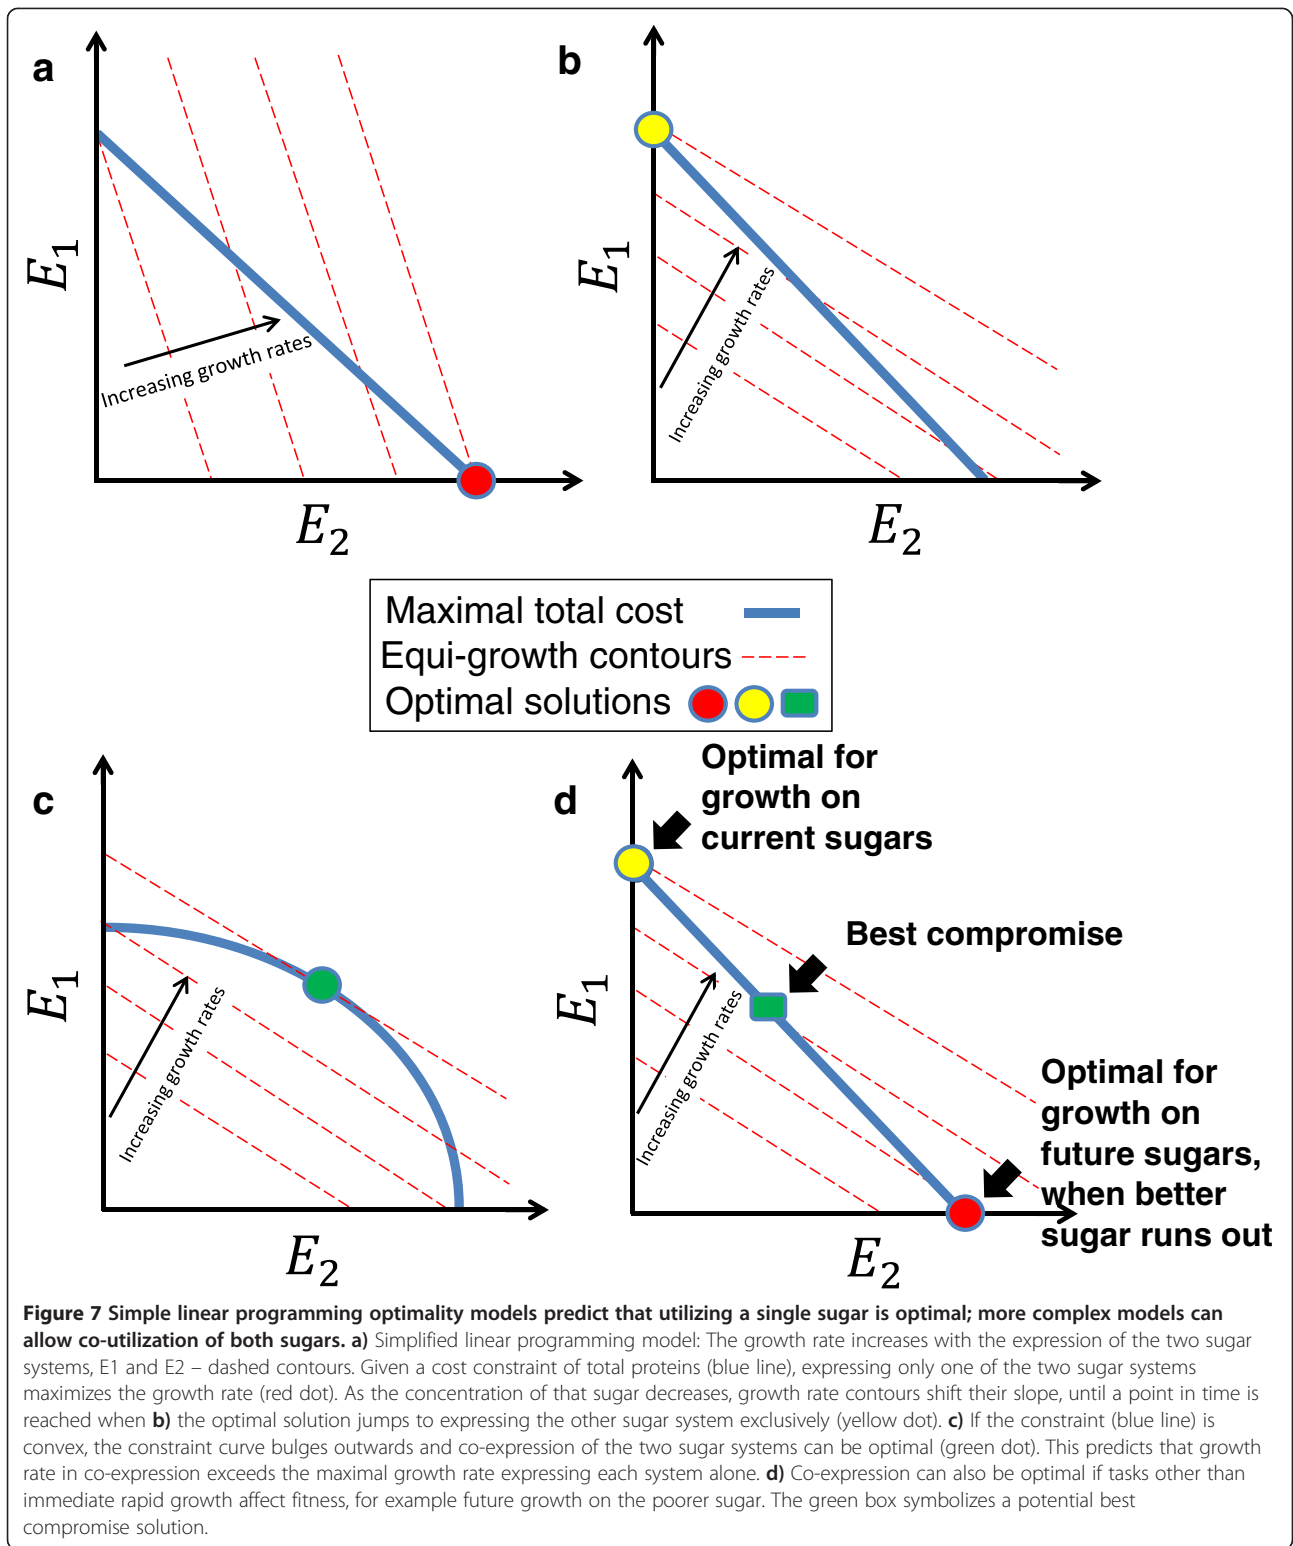 a
E1
Increasing growth rates
E2
b
E1
Increasing growth rates
E2
Maximal total cost
Equi-growth contours
Optimal solutions
c
E1
Increasing growth rates
E2
d
Optimal for
growth on
current sugars
Best compromise
E1
Increasing growth rates
Optimal for
growth on
future sugars,
when better
sugar runs out
E2
Figure 7 Simple linear programming optimality models predict that utilizing a single sugar is optimal; more complex models can
allow co-utilization of both sugars. a) Simplified linear programming model: The growth rate increases with the expression of the two sugar
systems, E1 and E2 – dashed contours. Given a cost constraint of total proteins (blue line), expressing only one of the two sugar systems
maximizes the growth rate (red dot). As the concentration of that sugar decreases, growth rate contours shift their slope, until a point in time is
reached when b) the optimal solution jumps to expressing the other sugar system exclusively (yellow dot). c) If the constraint (blue line) is
convex, the constraint curve bulges outwards and co-expression of the two sugar systems can be optimal (green dot). This predicts that growth
rate in co-expression exceeds the maximal growth rate expressing each system alone. d) Co-expression can also be optimal if tasks other than
immediate rapid growth affect fitness, for example future growth on the poorer sugar. The green box symbolizes a potential best
compromise solution.